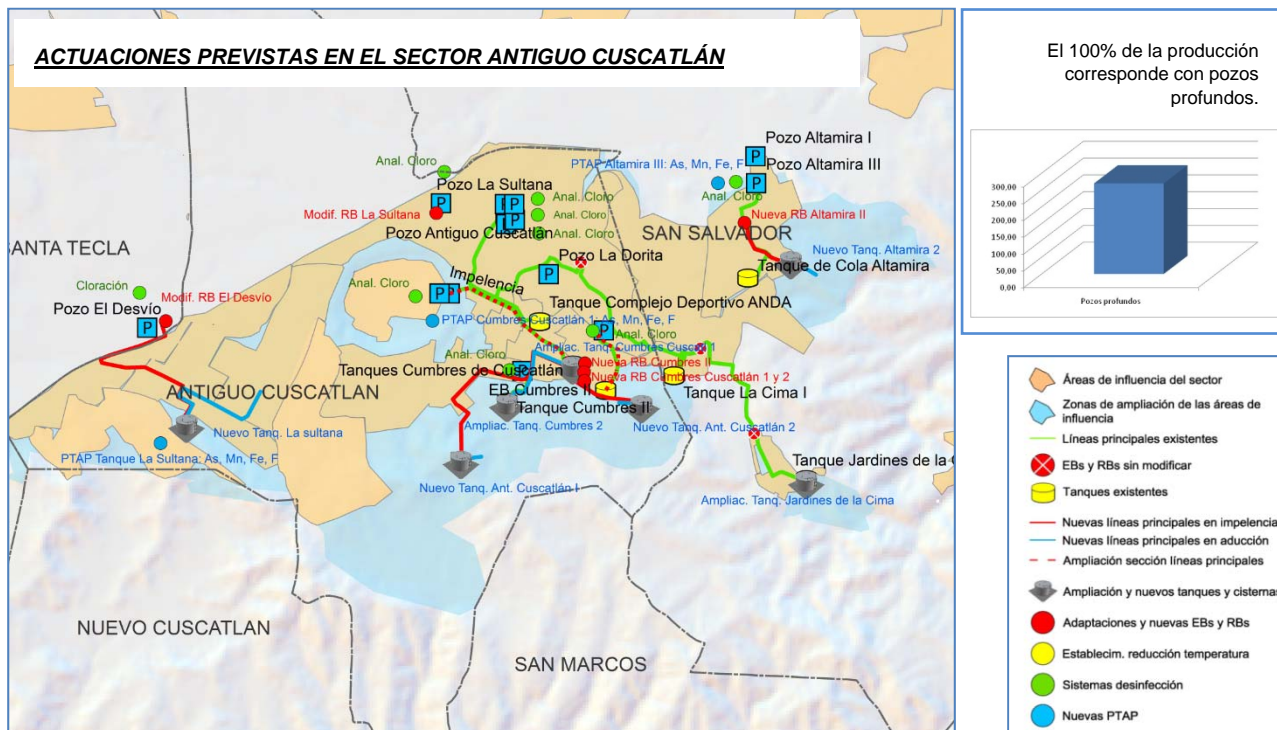 ACTUACIONES PREVISTAS EN EL SECTOR ANTIGUO CUSCATLÁN
Pozo Altamira I
Anal. Cloro
PTAP Altamira III: As, Mn, Fe, F
Pozo Altamira III
Pozo La Sultana
Anal. Cloro
Anal. Cloro
Modif. RB La Sultana
Anal. Cloro
Nueva RB Altamira II
Pozo Antiguo Cuscatlán
Anal. Cloro
SAN SALVADOR
SANTA TECLA
Nuevo Tanq. Altamira 2
Pozo La Dorita
Tanque de Cola Altamira
Impelencia
Cloración
Anal. Cloro
Modif. RB El Desvío
Tanque Complejo Deportivo ANDA
Pozo El Desvío
PTAP Cumbres Cuscatlán 1: As, Mn, Fe, F
Anal. Cloro
Ampliac. Tanq. Cumbres Cuscat 1
Anal. Cloro
Nueva RB Cumbres II
Tanques Cumbres de Cuscatlán
Nueva RB Cumbres Cuscatlán 1 y 2
ANTIGUO CUSCATLAN
EB Cumbres II
Tanque La Cima I
Tanque Cumbres II
Ampliac. Tanq. Cumbres 2
Nuevo Tanq. Ant. Cuscatlán 2
Nuevo Tanq. La sultana
PTAP Tanque La Sultana: As, Mn, Fe, F
Tanque Jardines de la C
Nuevo Tanq. Ant. Cuscatlán I
Ampliac. Tanq. Jardines de la Cima
NUEVO CUSCATLAN
SAN MARCOS
P
P
P
P
P
P
P
P
P
P
P
P
El 100% de la producción
corresponde con pozos
profundos.
300,00
250,00
200,00
150,00
100,00
50,00
0,00
Pozos profundos
Áreas de influencia del sector
Zonas de ampliación de las áreas de
influencia
Líneas principales existentes
EBs y RBs sin modificar
Tanques existentes
Nuevas líneas principales en impelencia
Nuevas líneas principales en aducción
Ampliación sección líneas principales
Ampliación y nuevos tanques y cisternas
Adaptaciones y nuevas EBs y RBs
Establecim. reducción temperatura
Sistemas desinfección
Nuevas PTAP